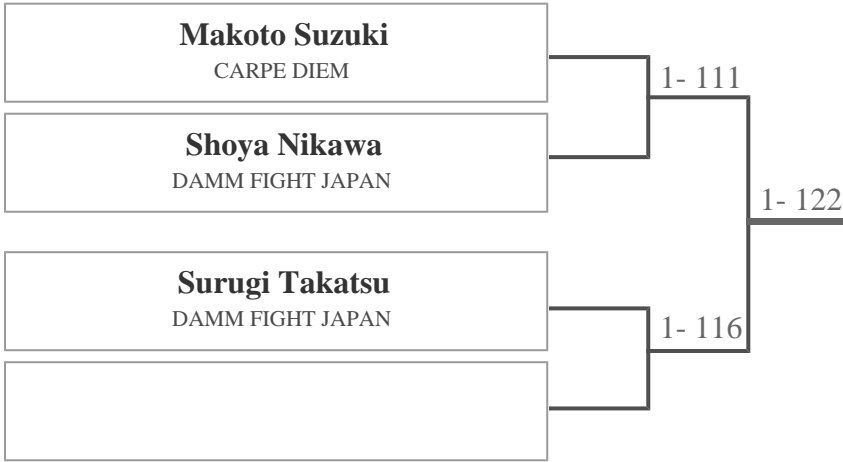 Makoto Suzuki
CARPE DIEM
1- 111
Shoya Nikawa
DAMM FIGHT JAPAN
1- 122
Surugi Takatsu
DAMM FIGHT JAPAN
1- 116